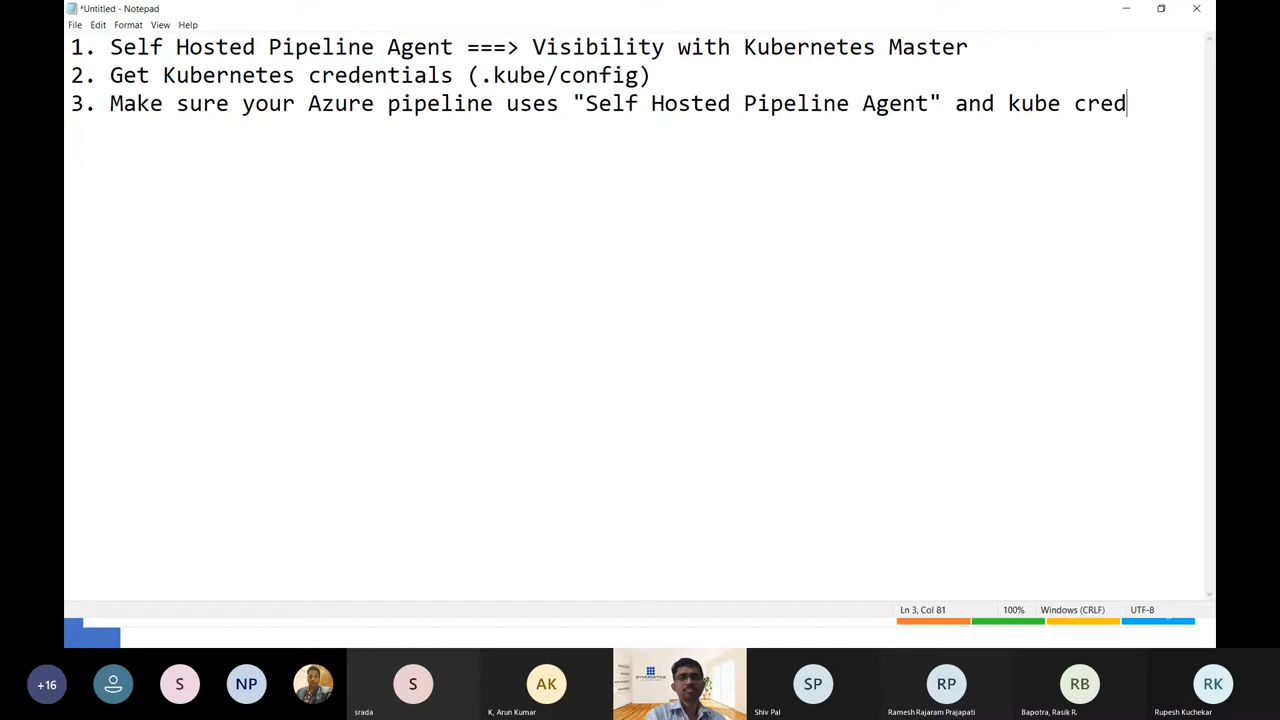 *Untitled - Notepad
File Edit Format View Help
1. Self Hosted Pipeline Agent ===> Visibility with Kubernetes Master
2. Get Kubernetes credentials (.kube/config)
3. Make sure your Azure pipeline uses "Self Hosted Pipeline Agent" and kube cred
Ln 3, Col 81 100% Windows (CRLF) UTF-8
+16 S NP S AK SP RP RB RK
srada K, Arun Kumar Shiv Pal Ramesh Rajaram Prajapati Bapotra, Rasik R. Rupesh Kuchekar